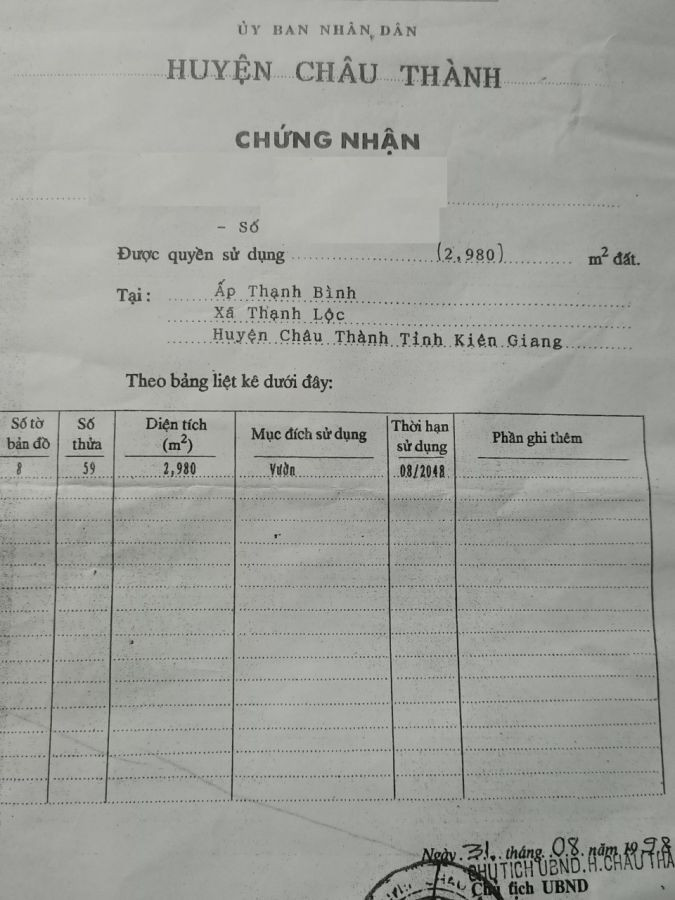 ỦY BAN NHÂN DÂN
HUYỆN CHÂU THÀNH
CHỨNG NHẬN
- Số
Được quyền sử dụng (2,980) m² đất.
Tại: Ấp Thạnh Bình
Xã Thạnh Lộc
Huyện Châu Thành Tỉnh Kiên Giang
Theo bảng liệt kê dưới đây:
Số tờ bản đồ Số thửa Diện tích (m²) Mục đích sử dụng Thời hạn sử dụng Phần ghi thêm
8 59 2,980 Vườn 08/2048
Ngày 31 tháng 08 năm 1998
CHỦ TỊCH UBND.H.CHÂU THÀ
Chủ tịch UBND